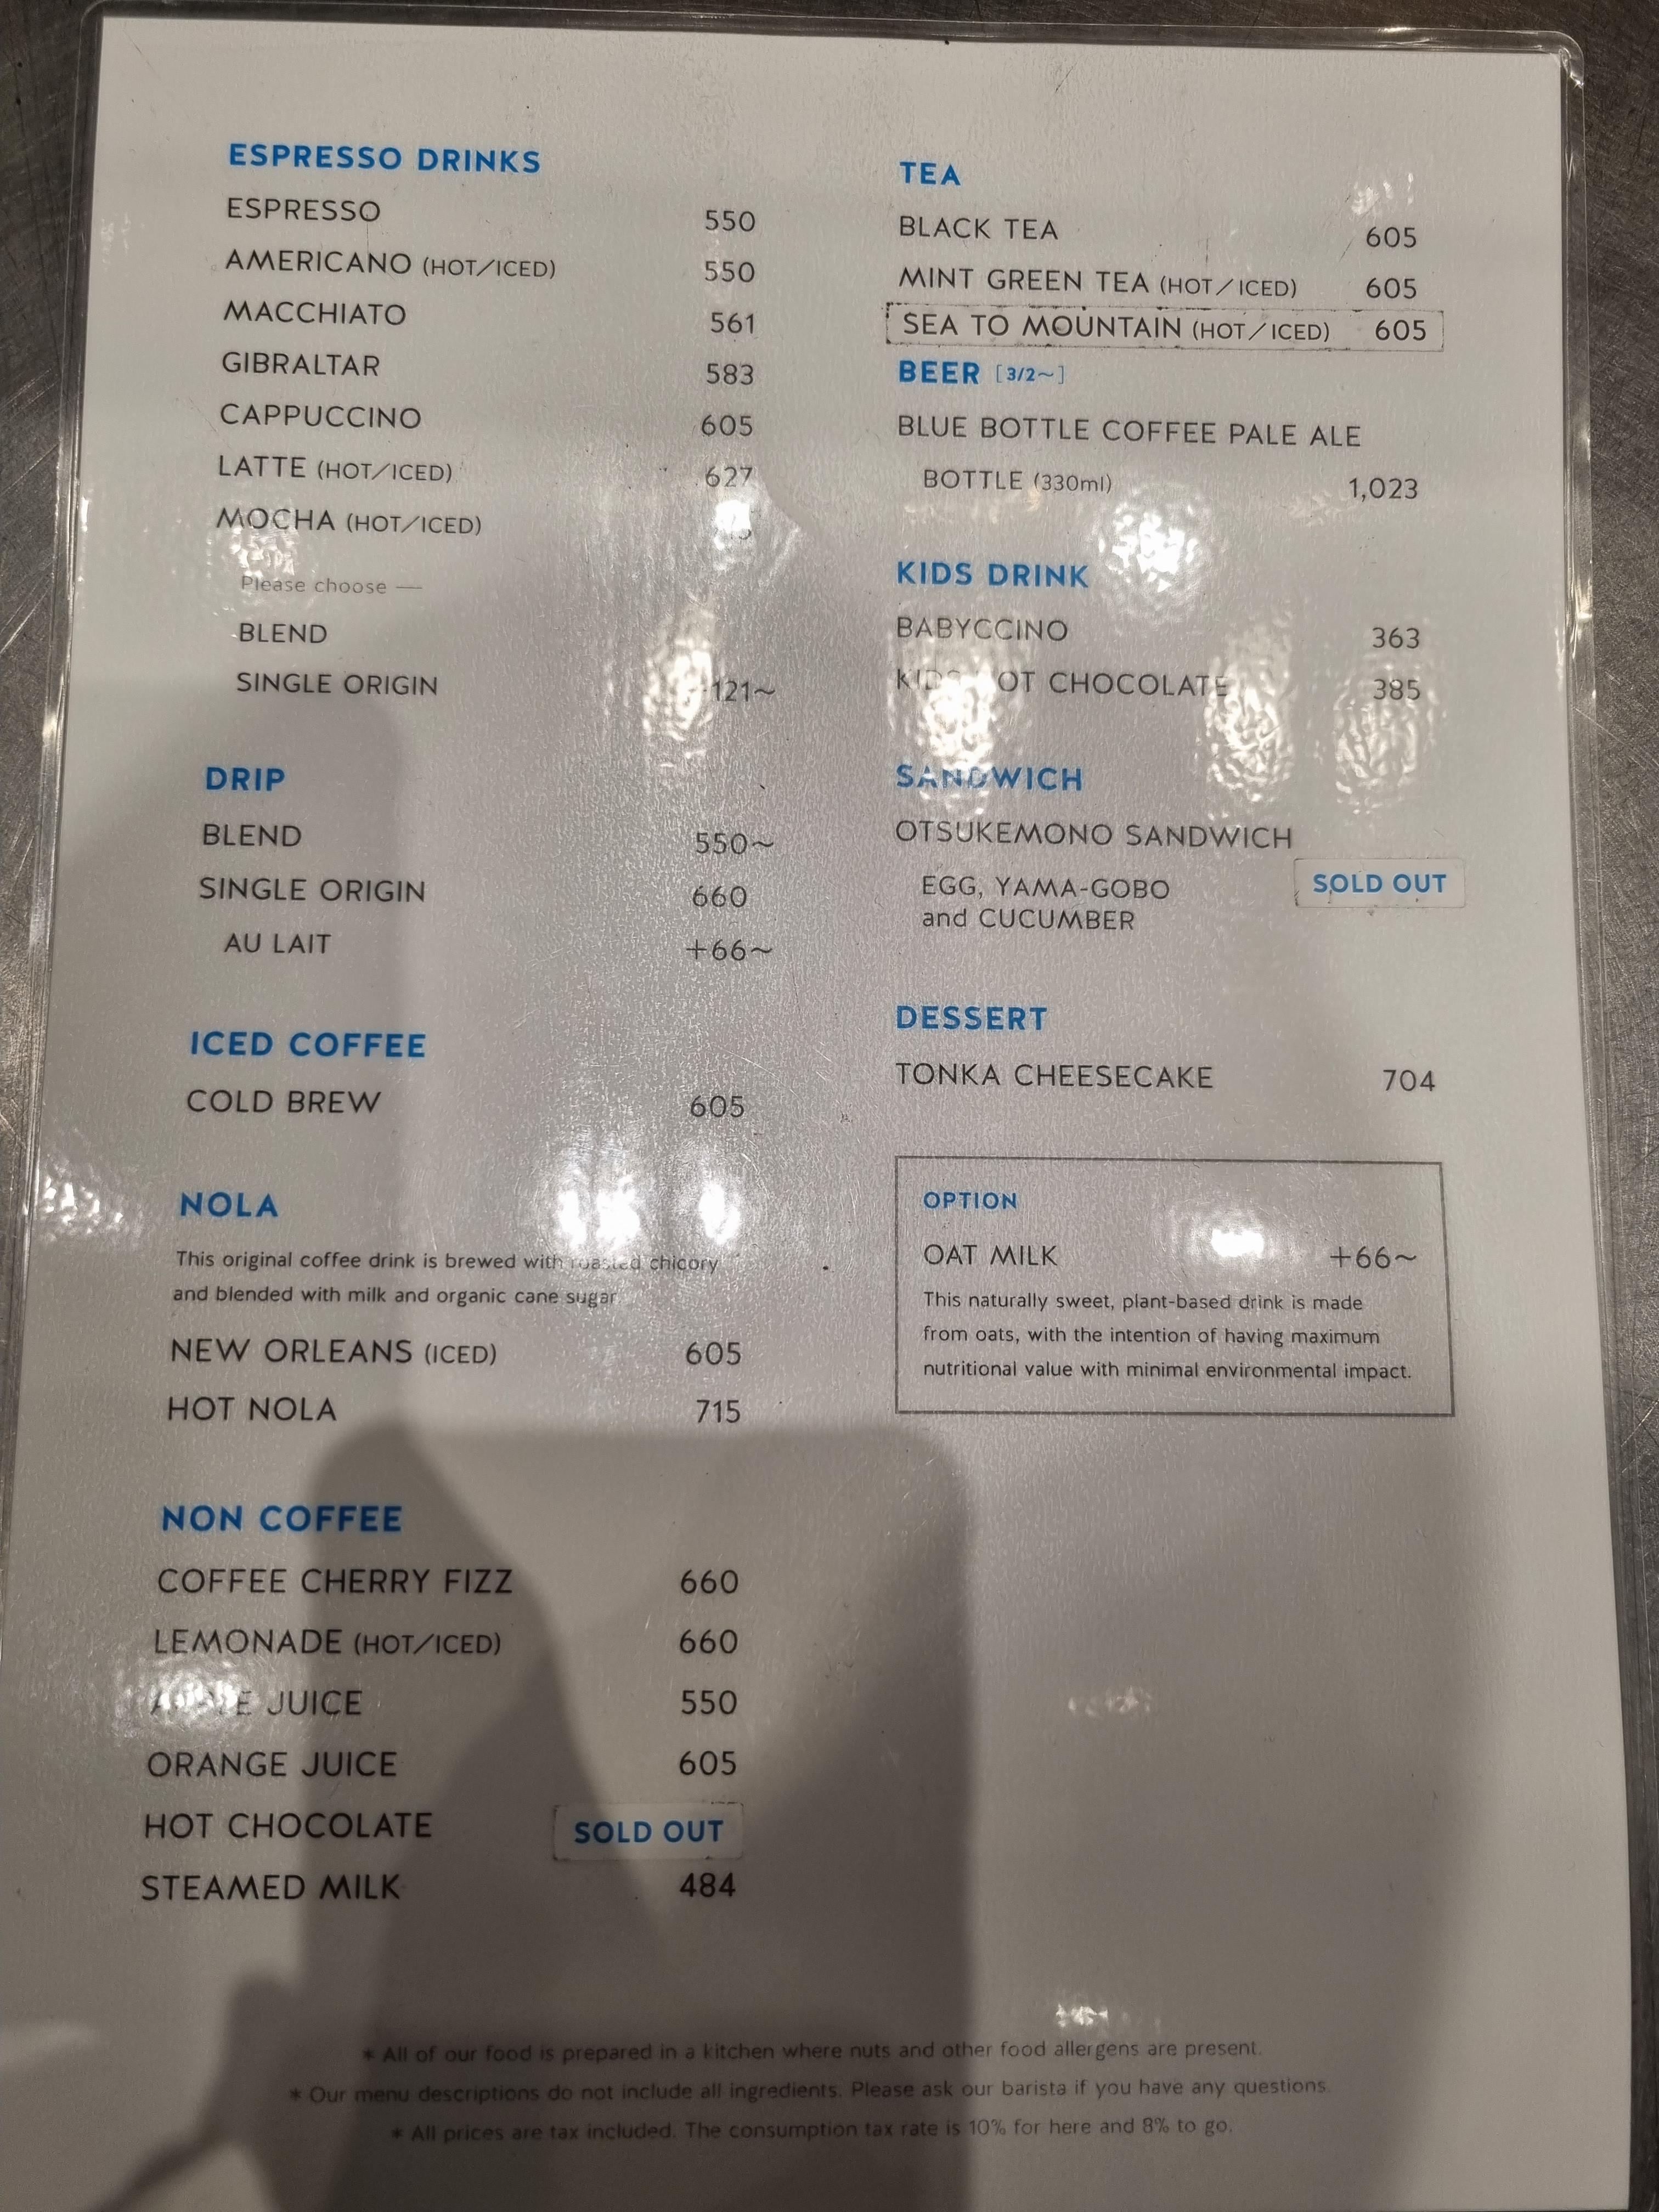 ESPRESSO DRINKS
ESPRESSO 550
AMERICANO (HOT/ICED) 550
MACCHIATO 561
GIBRALTAR 583
CAPPUCCINO 605
LATTE (HOT/ICED) 627
MOCHA (HOT/ICED)
Please choose —
BLEND
SINGLE ORIGIN +121~
DRIP
BLEND 550~
SINGLE ORIGIN 660
AU LAIT +66~
ICED COFFEE
COLD BREW 605
NOLA
This original coffee drink is brewed with roasted chicory
and blended with milk and organic cane sugar.
NEW ORLEANS (ICED) 605
HOT NOLA 715
NON COFFEE
COFFEE CHERRY FIZZ 660
LEMONADE (HOT/ICED) 660
JUICE 550
ORANGE JUICE 605
HOT CHOCOLATE SOLD OUT
STEAMED MILK 484
TEA
BLACK TEA 605
MINT GREEN TEA (HOT/ICED) 605
SEA TO MOUNTAIN (HOT/ICED) 605
BEER [3/2~]
BLUE BOTTLE COFFEE PALE ALE
BOTTLE (330ml) 1,023
KIDS DRINK
BABYCCINO 363
KIDS HOT CHOCOLATE 385
SANDWICH
OTSUKEMONO SANDWICH
EGG, YAMA-GOBO SOLD OUT
and CUCUMBER
DESSERT
TONKA CHEESECAKE 704
OPTION
OAT MILK +66~
This naturally sweet, plant-based drink is made
from oats, with the intention of having maximum
nutritional value with minimal environmental impact.
* All of our food is prepared in a kitchen where nuts and other food allergens are present.
* Our menu descriptions do not include all ingredients. Please ask our barista if you have any questions.
* All prices are tax included. The consumption tax rate is 10% for here and 8% to go.